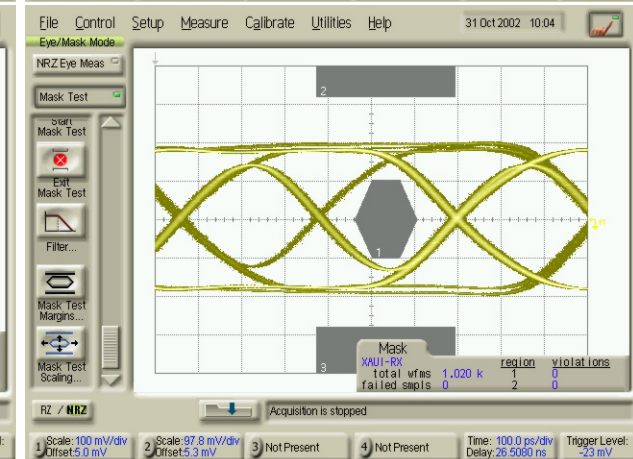 File Control Setup Measure Calibrate Utilities Help 31 Oct 2002 10:04
Eye/Mask Mode
NRZ Eye Meas
Mask Test
Start
Mask Test
Exit
Mask Test
Filter...
Mask Test
Margins...
Mask Test
Scaling...
2
1
3
Mask
XAUI-RX region violations
total wfms 1.020 k 1 0
failed smpls 0 2 0
RZ / NRZ
Acquisition is stopped
1 Scale: 100 mV/div
Offset:5.0 mV
2 Scale:97.8 mV/div
Offset:5.3 mV
3 Not Present
4 Not Present
Time: 100.0 ps/div
Delay:26.5080 ns
Trigger Level:
-23 mV